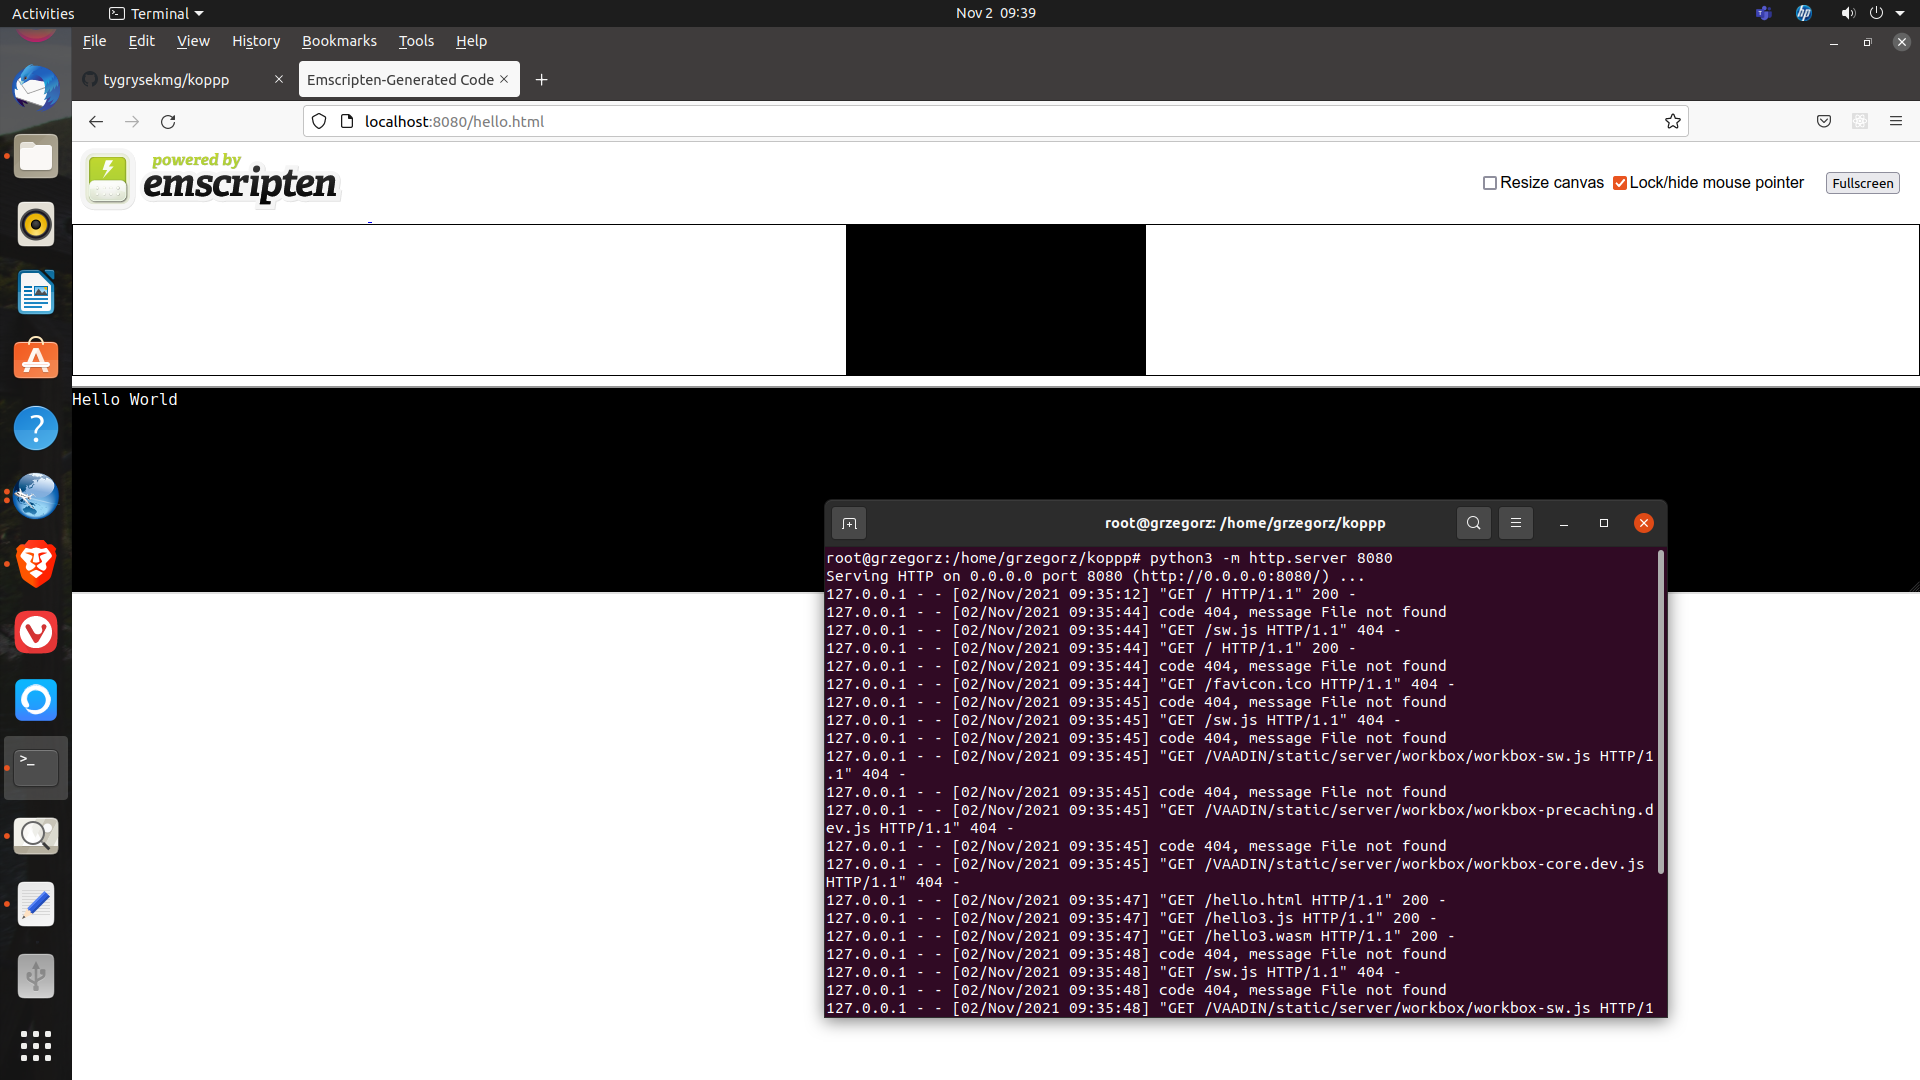 Activities
Terminal
Nov 2 09:39
File Edit View History Bookmarks Tools Help
tygrysekmg/koppp
Emscripten-Generated Code
localhost:8080/hello.html
powered by
emscripten
Resize canvas
Lock/hide mouse pointer
Fullscreen
Hello World
root@grzegorz: /home/grzegorz/koppp
root@grzegorz:/home/grzegorz/koppp# python3 -m http.server 8080
Serving HTTP on 0.0.0.0 port 8080 (http://0.0.0.0:8080/) ...
127.0.0.1 - - [02/Nov/2021 09:35:12] "GET / HTTP/1.1" 200 -
127.0.0.1 - - [02/Nov/2021 09:35:44] code 404, message File not found
127.0.0.1 - - [02/Nov/2021 09:35:44] "GET /sw.js HTTP/1.1" 404 -
127.0.0.1 - - [02/Nov/2021 09:35:44] "GET / HTTP/1.1" 200 -
127.0.0.1 - - [02/Nov/2021 09:35:44] code 404, message File not found
127.0.0.1 - - [02/Nov/2021 09:35:44] "GET /favicon.ico HTTP/1.1" 404 -
127.0.0.1 - - [02/Nov/2021 09:35:45] code 404, message File not found
127.0.0.1 - - [02/Nov/2021 09:35:45] "GET /sw.js HTTP/1.1" 404 -
127.0.0.1 - - [02/Nov/2021 09:35:45] code 404, message File not found
127.0.0.1 - - [02/Nov/2021 09:35:45] "GET /VAADIN/static/server/workbox/workbox-sw.js HTTP/1
.1" 404 -
127.0.0.1 - - [02/Nov/2021 09:35:45] code 404, message File not found
127.0.0.1 - - [02/Nov/2021 09:35:45] "GET /VAADIN/static/server/workbox/workbox-precaching.d
ev.js HTTP/1.1" 404 -
127.0.0.1 - - [02/Nov/2021 09:35:45] code 404, message File not found
127.0.0.1 - - [02/Nov/2021 09:35:45] "GET /VAADIN/static/server/workbox/workbox-core.dev.js
HTTP/1.1" 404 -
127.0.0.1 - - [02/Nov/2021 09:35:47] "GET /hello.html HTTP/1.1" 200 -
127.0.0.1 - - [02/Nov/2021 09:35:47] "GET /hello3.js HTTP/1.1" 200 -
127.0.0.1 - - [02/Nov/2021 09:35:47] "GET /hello3.wasm HTTP/1.1" 200 -
127.0.0.1 - - [02/Nov/2021 09:35:48] code 404, message File not found
127.0.0.1 - - [02/Nov/2021 09:35:48] "GET /sw.js HTTP/1.1" 404 -
127.0.0.1 - - [02/Nov/2021 09:35:48] code 404, message File not found
127.0.0.1 - - [02/Nov/2021 09:35:48] "GET /VAADIN/static/server/workbox/workbox-sw.js HTTP/1